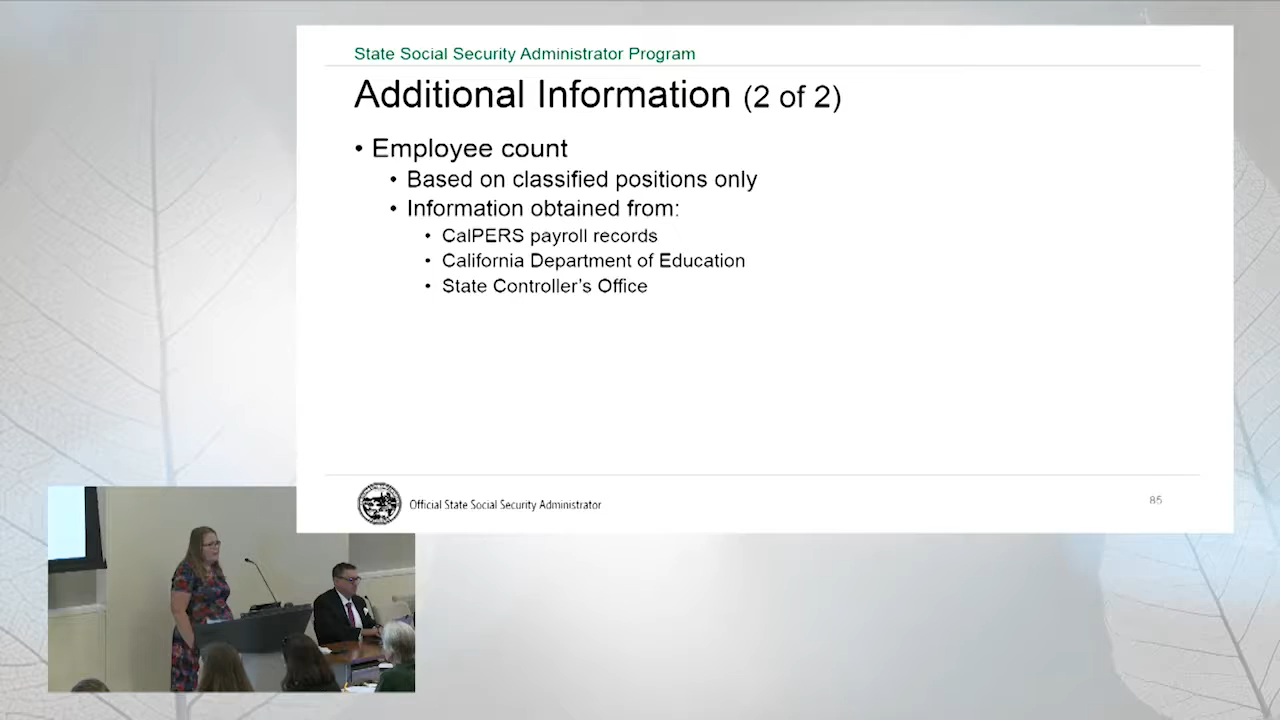 State Social Security Administrator Program
Additional Information (2 of 2)
• Employee count
• Based on classified positions only
• Information obtained from:
• CalPERS payroll records
• California Department of Education
• State Controller's Office
Official State Social Security Administrator
85